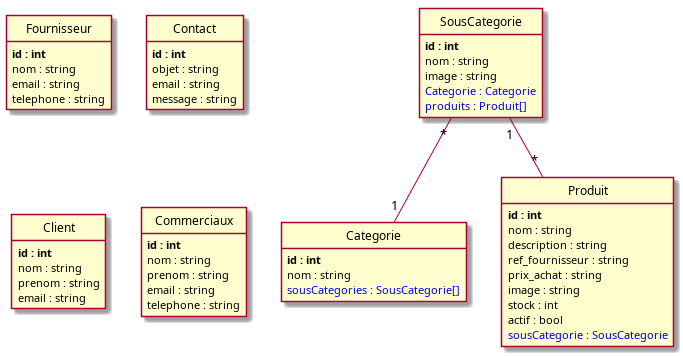 Fournisseur
id : int
nom : string
email : string
telephone : string
Contact
id : int
objet : string
email : string
message : string
SousCategorie
id : int
nom : string
image : string
Categorie : Categorie
produits : Produit[]
*
1
1
*
Client
id : int
nom : string
prenom : string
email : string
Commerciaux
id : int
nom : string
prenom : string
email : string
telephone : string
Categorie
id : int
nom : string
sousCategories : SousCategorie[]
Produit
id : int
nom : string
description : string
ref_fournisseur : string
prix_achat : string
image : string
stock : int
actif : bool
sousCategorie : SousCategorie